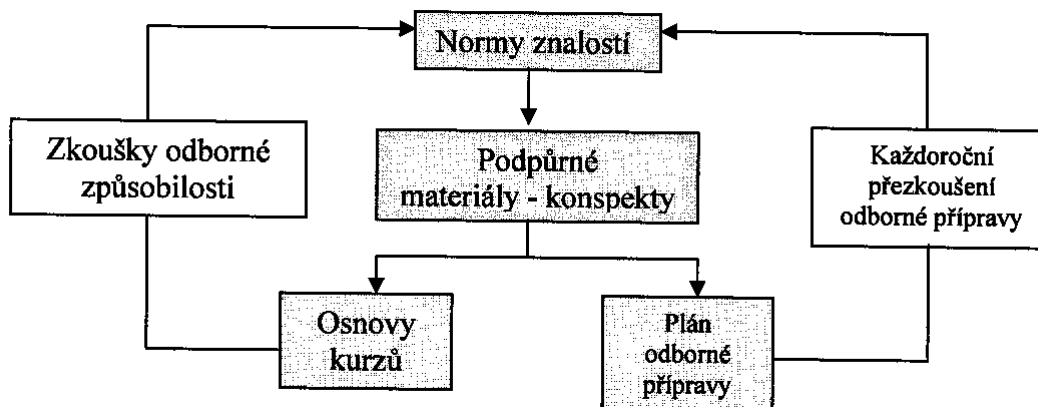 Normy znalostí
Zkoušky odborné
způsobilosti
Podpůrné
materiály - konspekty
Každoroční
přezkoušení
odborné přípravy
Osnovy
kurzů
Plán
odborné
přípravy